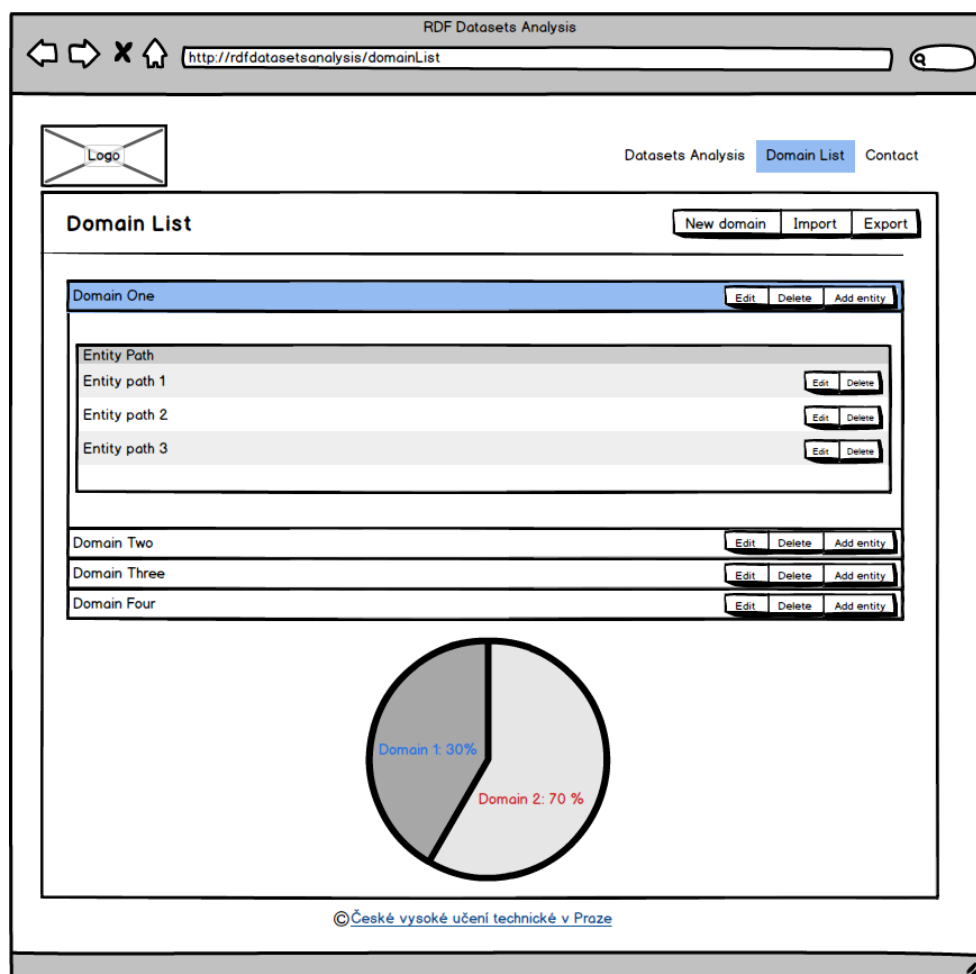 RDF Datasets Analysis
http://rdfdatasetsanalysis/domainList
Logo
Datasets Analysis Domain List Contact
Domain List New domain Import Export
Domain One Edit Delete Add entity
Entity Path
Entity path 1 Edit Delete
Entity path 2 Edit Delete
Entity path 3 Edit Delete
Domain Two Edit Delete Add entity
Domain Three Edit Delete Add entity
Domain Four Edit Delete Add entity
Domain 1: 30%
Domain 2: 70 %
©České vysoké učení technické v Praze